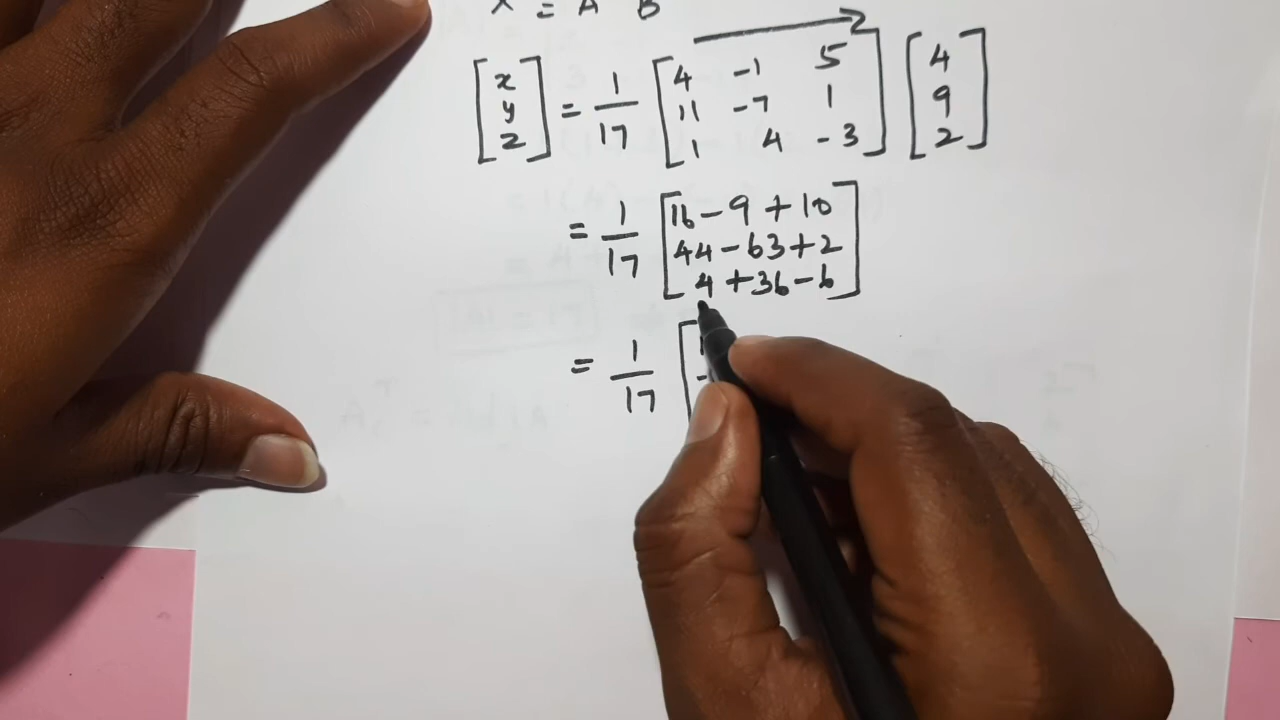 X = A B
[x y z] = 1/17 [4 -1 5; 11 -7 1; 1 4 -3] [4 9 2]
= 1/17 [16 - 9 + 10; 44 - 63 + 2; 4 + 36 - 6]
= 1/17 [